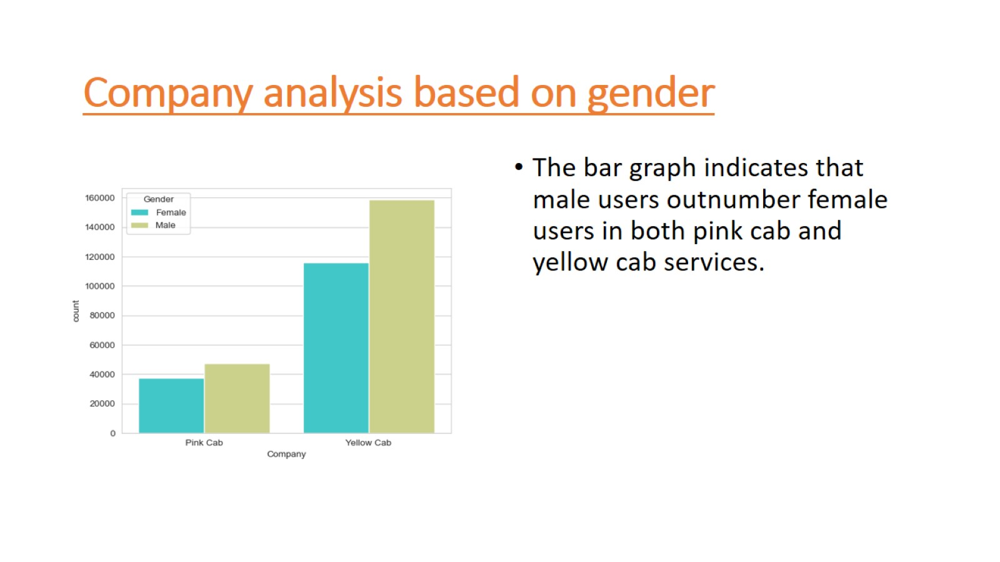 Company analysis based on gender
• The bar graph indicates that
male users outnumber female
users in both pink cab and
yellow cab services.
Gender
Female
Male
160000
140000
120000
100000
80000
60000
40000
20000
0
count
Pink Cab
Yellow Cab
Company